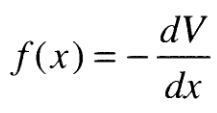 f(x) = - dV/dx